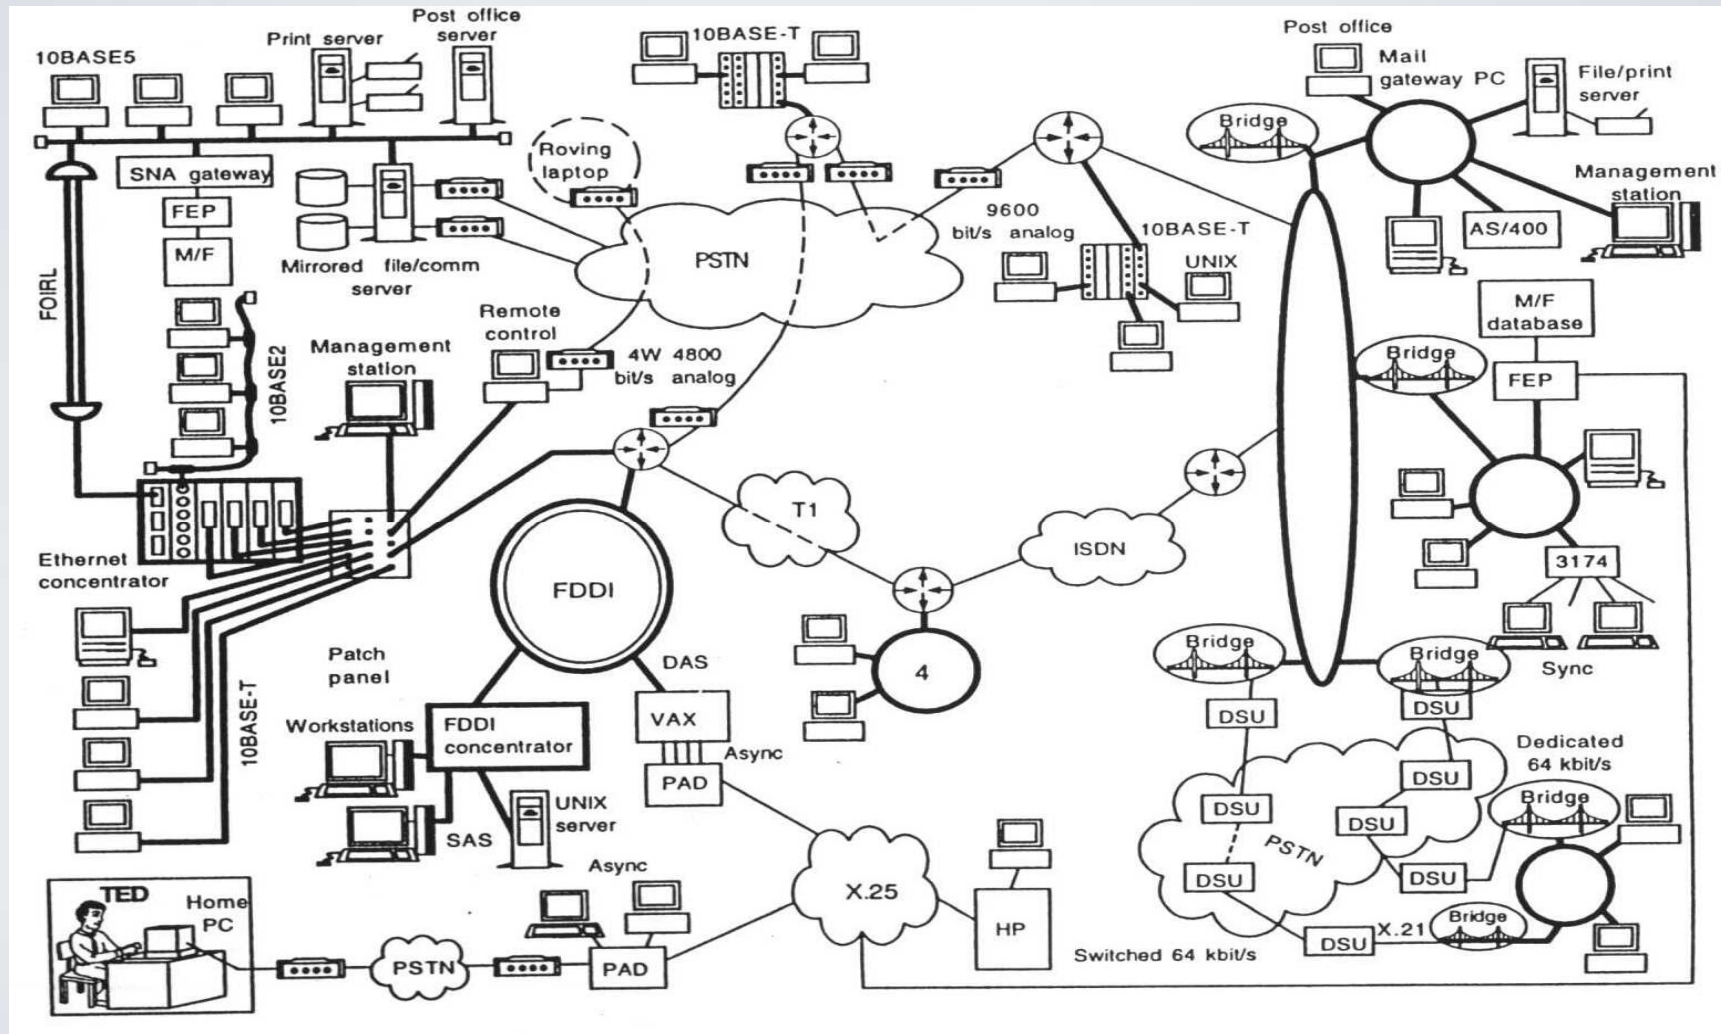 10BASE5
Print server
Post office
server
10BASE-T
Post office
Mail
gateway PC
File/print
server
Bridge
SNA gateway
FEP
M/F
Mirrored file/comm
server
Roving
laptop
PSTN
9600
bit/s analog
10BASE-T
UNIX
AS/400
Management
station
FOIRL
10BASE2
Management
station
Remote
control
4W 4800
bit/s analog
M/F
database
Bridge
FEP
T1
ISDN
3174
Sync
Ethernet
concentrator
FDDI
4
10BASE-T
Patch
panel
DAS
Workstations
FDDI
concentrator
VAX
Async
PAD
SAS
UNIX
server
Bridge
Bridge
DSU
DSU
DSU
DSU
DSU
PSTN
DSU
DSU
DSU
Dedicated
64 kbit/s
Bridge
X.21
Bridge
Switched 64 kbit/s
TED
Home
PC
PSTN
Async
PAD
X.25
HP